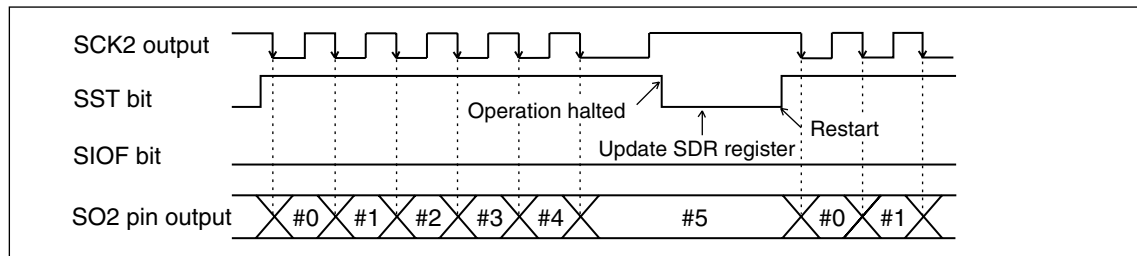 SCK2 output
SST bit
Operation halted
Restart
Update SDR register
SIOF bit
SO2 pin output #0 #1 #2 #3 #4 #5 #0 #1